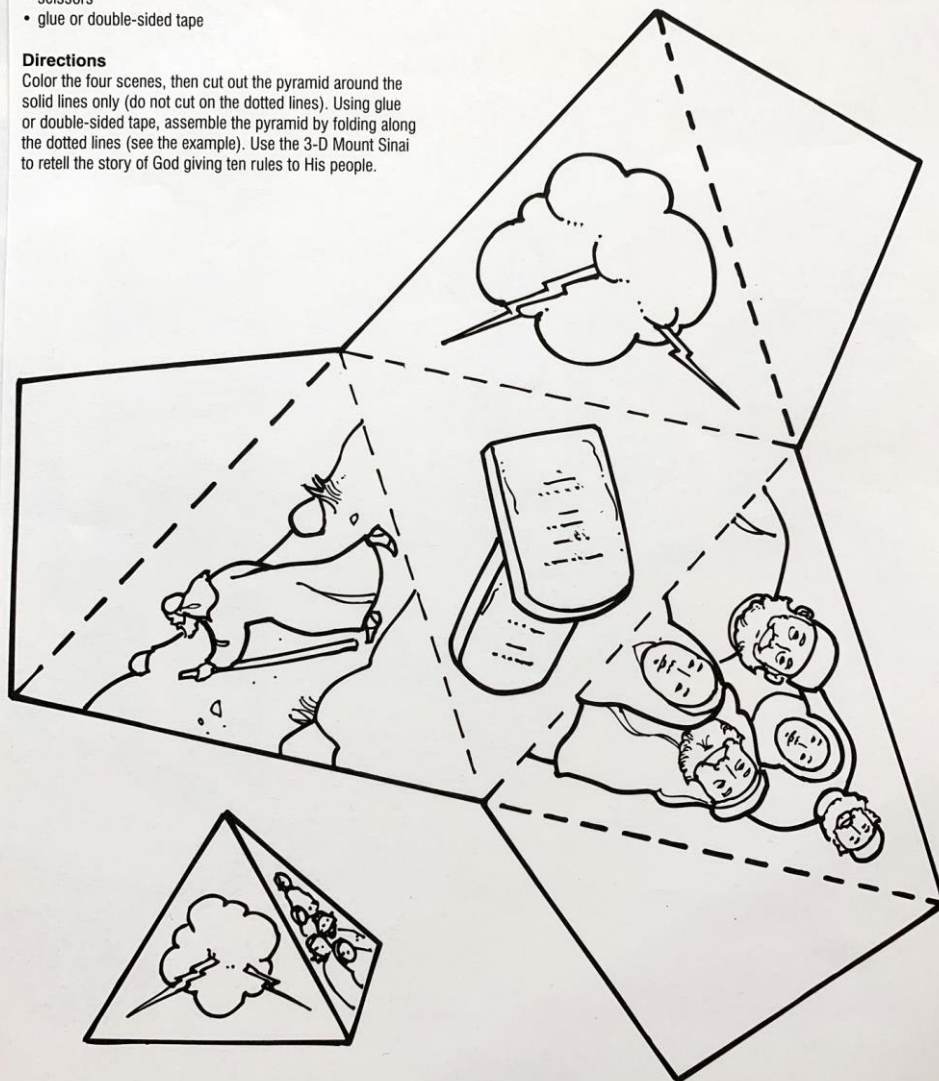 scissors
• glue or double-sided tape
Directions
Color the four scenes, then cut out the pyramid around the
solid lines only (do not cut on the dotted lines). Using glue
or double-sided tape, assemble the pyramid by folding along
the dotted lines (see the example). Use the 3-D Mount Sinai
to retell the story of God giving ten rules to His people.